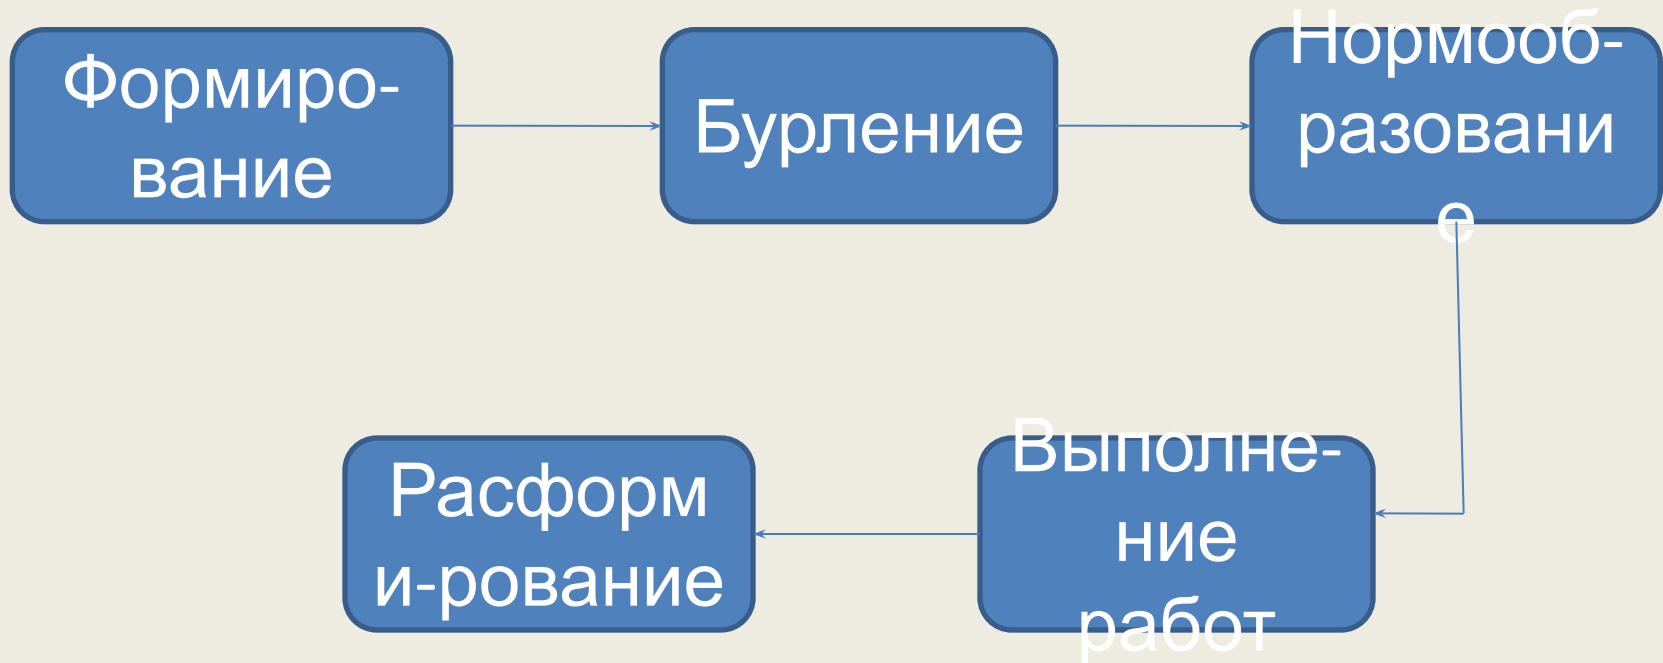 Формиро-
вание
Бурление
Нормооб-
разовани
е
Выполне-
ние
работ
Расформ
и-рование